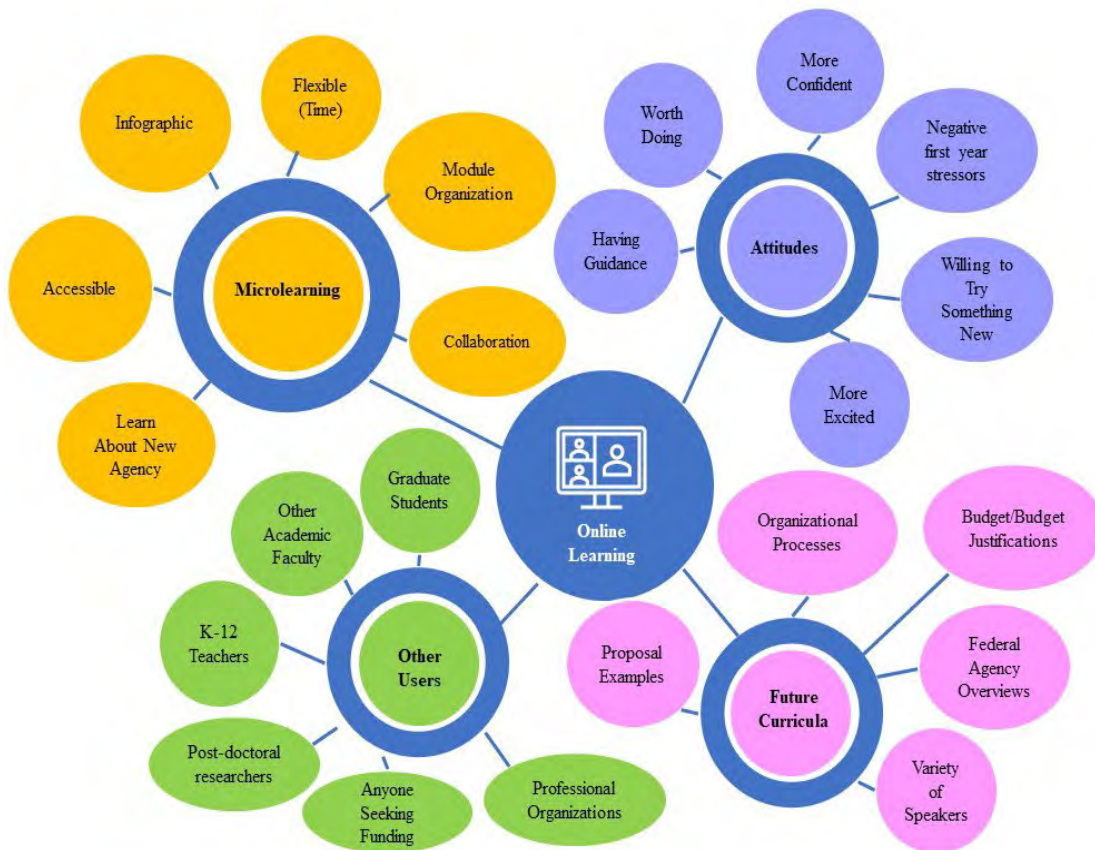 Flexible
(Time)
Infographic
Module
Organization
Accessible
Microlearning
Collaboration
Learn
About New
Agency
More
Confident
Worth
Doing
Negative
first year
stressors
Having
Guidance
Attitudes
Willing to
Try
Something
New
More
Excited
Online
Learning
Graduate
Students
Other
Academic
Faculty
K-12
Teachers
Other
Users
Post-doctoral
researchers
Anyone
Seeking
Funding
Professional
Organizations
Organizational
Processes
Budget/Budget
Justifications
Proposal
Examples
Future
Curricula
Federal
Agency
Overviews
Variety
of
Speakers